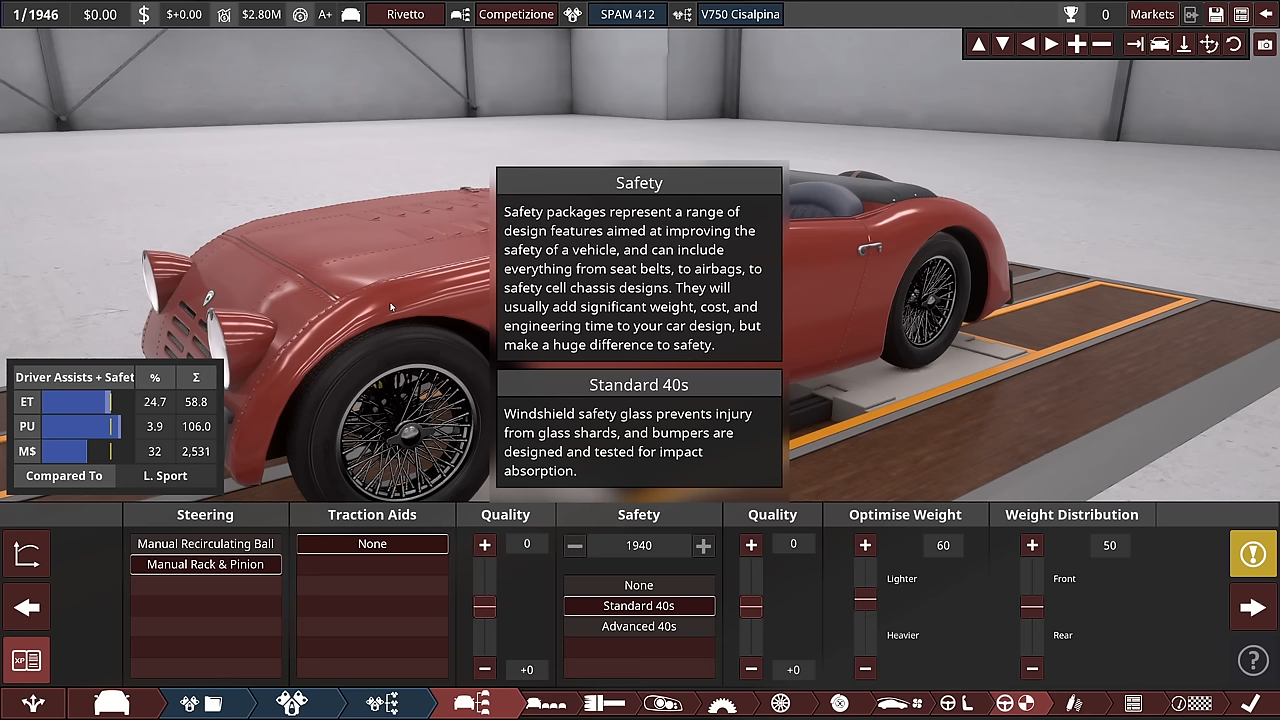 1/1946 $0.00 $ $+0.00 $2.80M A+ Rivetto Competizione SPAM 412 V750 Cisalpina 0 Markets
Safety
Safety packages represent a range of
design features aimed at improving the
safety of a vehicle, and can include
everything from seat belts, to airbags, to
safety cell chassis designs. They will
usually add significant weight, cost, and
engineering time to your car design, but
make a huge difference to safety.
Standard 40s
Windshield safety glass prevents injury
from glass shards, and bumpers are
designed and tested for impact
absorption.
Driver Assists + Safet % Σ
ET 24.7 58.8
PU 3.9 106.0
M$ 32 2,531
Compared To L. Sport
Steering Traction Aids Quality Safety Quality Optimise Weight Weight Distribution
Manual Recirculating Ball None 0 1940 0 60 50
Manual Rack & Pinion
Lighter Front
None
Standard 40s
Advanced 40s
Heavier Rear
+0 +0
XP